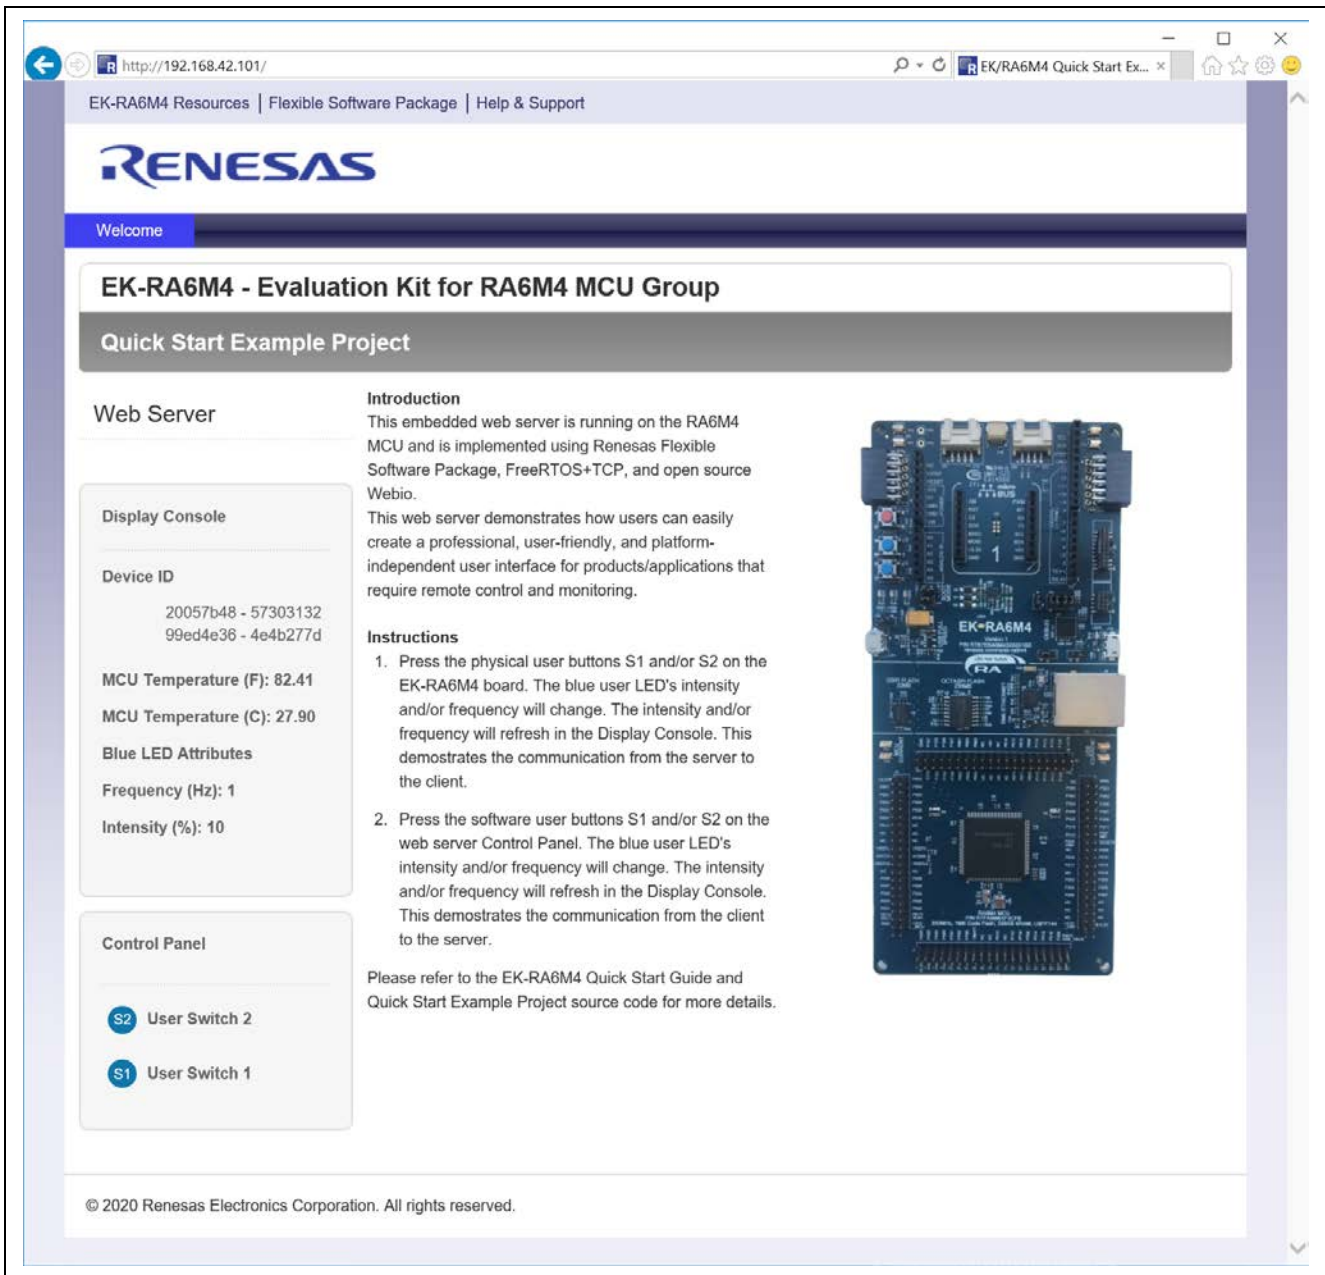 http://192.168.42.101/
EK/RA6M4 Quick Start Ex...
EK-RA6M4 Resources | Flexible Software Package | Help & Support
RENESAS
Welcome
EK-RA6M4 - Evaluation Kit for RA6M4 MCU Group
Quick Start Example Project
Web Server
Display Console
Device ID
20057b48 - 57303132
99ed4e36 - 4e4b277d
MCU Temperature (F): 82.41
MCU Temperature (C): 27.90
Blue LED Attributes
Frequency (Hz): 1
Intensity (%): 10
Control Panel
S2 User Switch 2
S1 User Switch 1
Introduction
This embedded web server is running on the RA6M4
MCU and is implemented using Renesas Flexible
Software Package, FreeRTOS+TCP, and open source
Webio.
This web server demonstrates how users can easily
create a professional, user-friendly, and platform-
independent user interface for products/applications that
require remote control and monitoring.
Instructions
1. Press the physical user buttons S1 and/or S2 on the
EK-RA6M4 board. The blue user LED's intensity
and/or frequency will change. The intensity and/or
frequency will refresh in the Display Console. This
demostrates the communication from the server to
the client.
2. Press the software user buttons S1 and/or S2 on the
web server Control Panel. The blue user LED's
intensity and/or frequency will change. The intensity
and/or frequency will refresh in the Display Console.
This demostrates the communication from the client
to the server.
Please refer to the EK-RA6M4 Quick Start Guide and
Quick Start Example Project source code for more details.
mikro
BUS
1
EK-RA6M4
RA
© 2020 Renesas Electronics Corporation. All rights reserved.